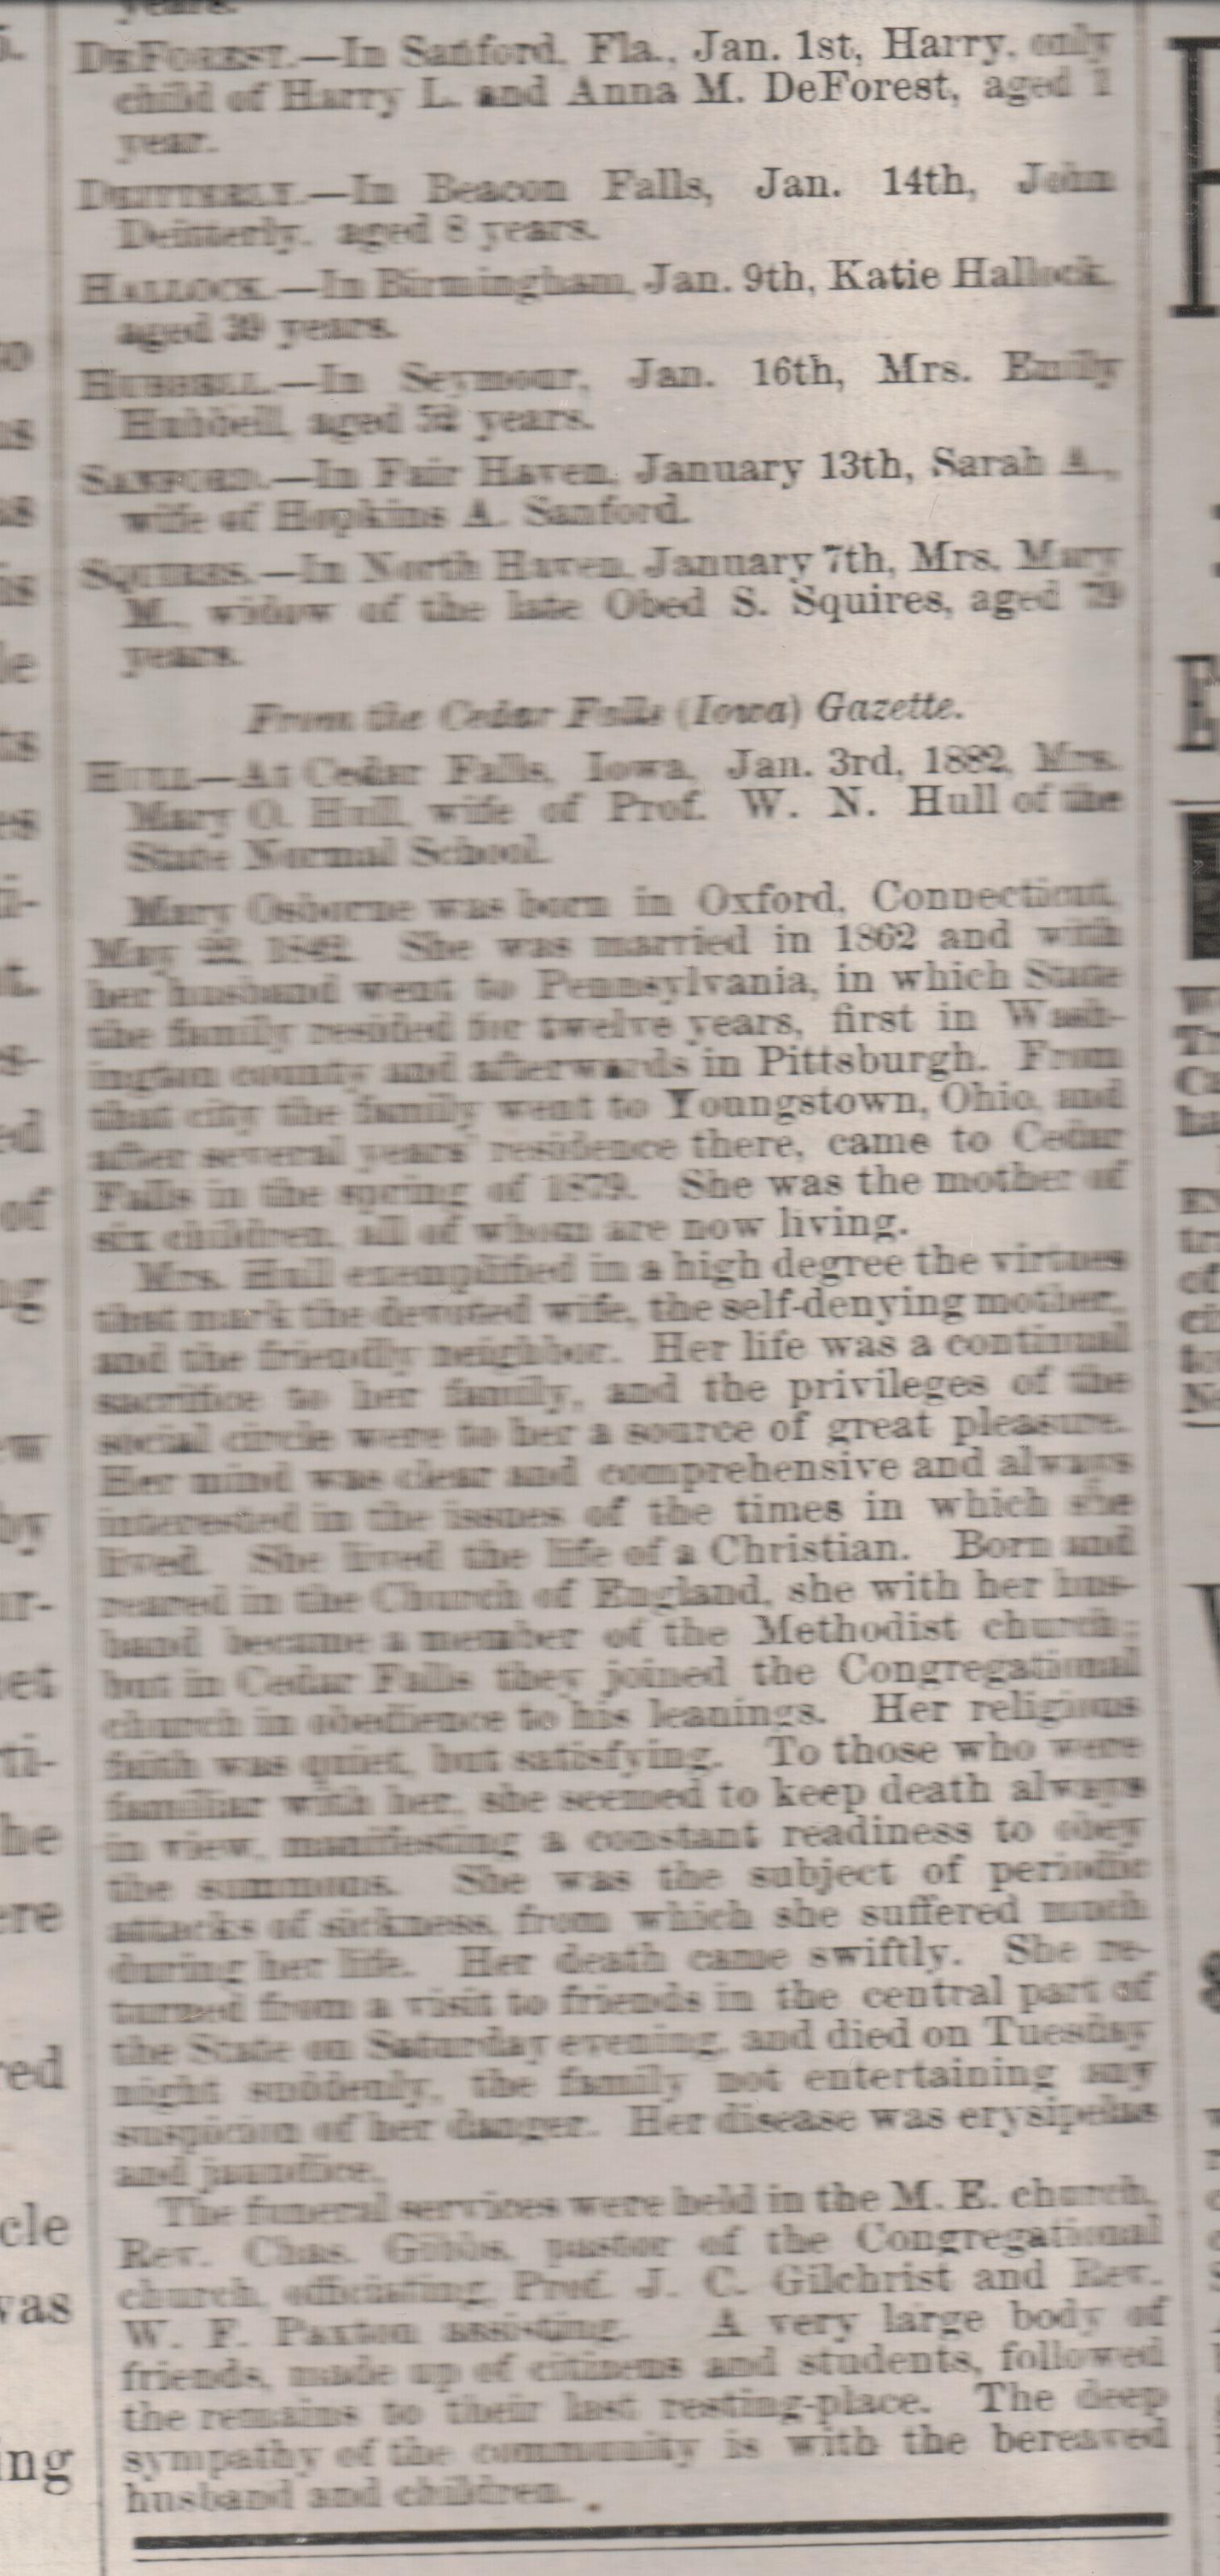 years.
DEFOREST.—In Sanford, Fla., Jan. 1st, Harry, only
child of Harry L. and Anna M. DeForest, aged 1
year.
DEITTERLY.—In Beacon Falls, Jan. 14th, John
Deitterly, aged 8 years.
HALLOCK.—In Birmingham, Jan. 9th, Katie Hallock,
aged 39 years.
HUBBELL.—In Seymour, Jan. 16th, Mrs. Emily
Hubbell, aged years.
SANFORD.—In Fair Haven, January 13th, Sarah A.,
wife of Hopkins A. Sanford.
SQUIRES.—In North Haven, January 7th, Mrs. Mary
M., widow of the late Obed S. Squires, aged 79
years.
From the Cedar Falls (Iowa) Gazette.
HULL—At Cedar Falls, Iowa, Jan. 3rd, 1882, Mrs.
Mary O. Hull, wife of Prof. W. N. Hull of the
State Normal School.
Mary Osborne was born in Oxford, Connecticut,
May 1842. She was married in 1862 and with
her husband went to Pennsylvania, in which State
the family resided for twelve years, first in Wash-
ington county and afterwards in Pittsburgh. From
that city the family went to Youngstown, Ohio, and
after several years' residence there, came to Cedar
Falls in the spring of 1879. She was the mother of
six children, all of whom are now living.
Mrs. Hull exemplified in a high degree the virtues
that mark the devoted wife, the self-denying mother,
and the friendly neighbor. Her life was a continual
sacrifice to her family, and the privileges of the
social circle were to her a source of great pleasure.
Her mind was clear and comprehensive and always
interested in the issues of the times in which she
lived. She lived the life of a Christian. Born and
reared in the Church of England, she with her hus-
band became a member of the Methodist church;
but in Cedar Falls they joined the Congregational
church in obedience to his leanings. Her religious
faith was quiet, but satisfying. To those who were
familiar with her, she seemed to keep death always
in view, manifesting a constant readiness to obey
the summons. She was the subject of periodic
attacks of sickness, from which she suffered much
during her life. Her death came swiftly. She re-
turned from a visit to friends in the central part of
the State on Saturday evening, and died on Tuesday
night suddenly, the family not entertaining any
suspicion of her danger. Her disease was erysipelas
and jaundice.
The funeral services were held in the M. E. church,
Rev. Chas. Gibbs, pastor of the Congregational
church, officiating, Prof. J. C. Gilchrist and Rev.
W. F. Paxton assisting. A very large body of
friends, made up of citizens and students, followed
the remains to their last resting-place. The deep
sympathy of the community is with the bereaved
husband and children.